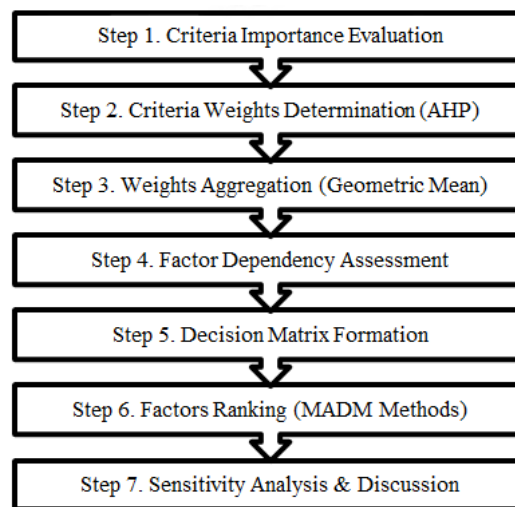 Step 1. Criteria Importance Evaluation
Step 2. Criteria Weights Determination (AHP)
Step 3. Weights Aggregation (Geometric Mean)
Step 4. Factor Dependency Assessment
Step 5. Decision Matrix Formation
Step 6. Factors Ranking (MADM Methods)
Step 7. Sensitivity Analysis & Discussion